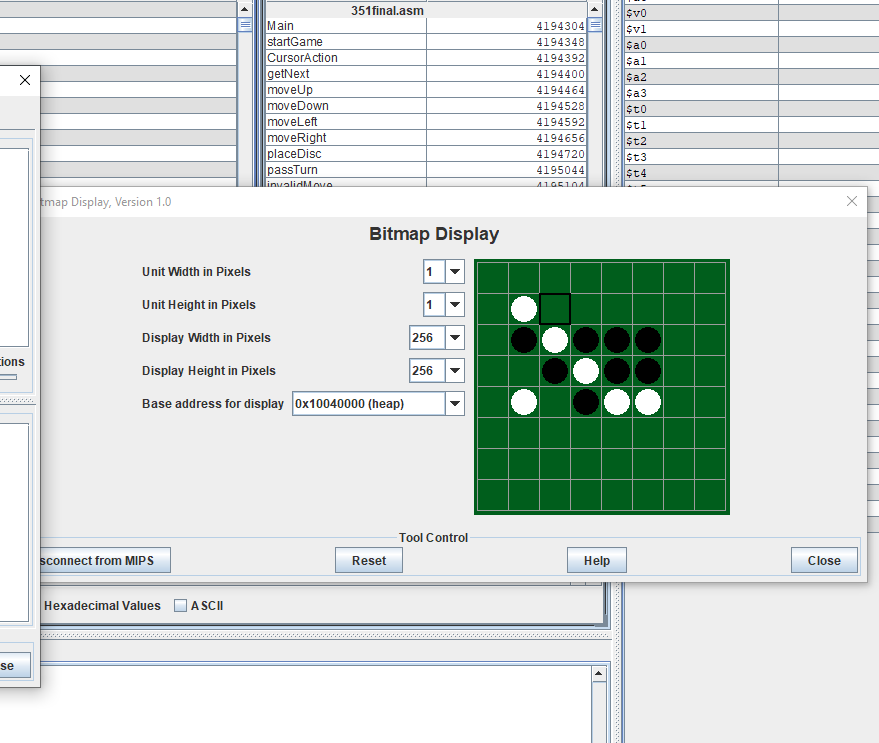 351final.asm
Main 4194304
startGame 4194348
CursorAction 4194392
getNext 4194400
moveUp 4194464
moveDown 4194528
moveLeft 4194592
moveRight 4194656
placeDisc 4194720
passTurn 4195044
invalidMove 4195104
$v0
$v1
$a0
$a1
$a2
$a3
$t0
$t1
$t2
$t3
$t4
tmap Display, Version 1.0
Bitmap Display
Unit Width in Pixels 1
Unit Height in Pixels 1
Display Width in Pixels 256
Display Height in Pixels 256
Base address for display 0x10040000 (heap)
tions
Tool Control
sconnect from MIPS Reset Help Close
Hexadecimal Values ASCII
se